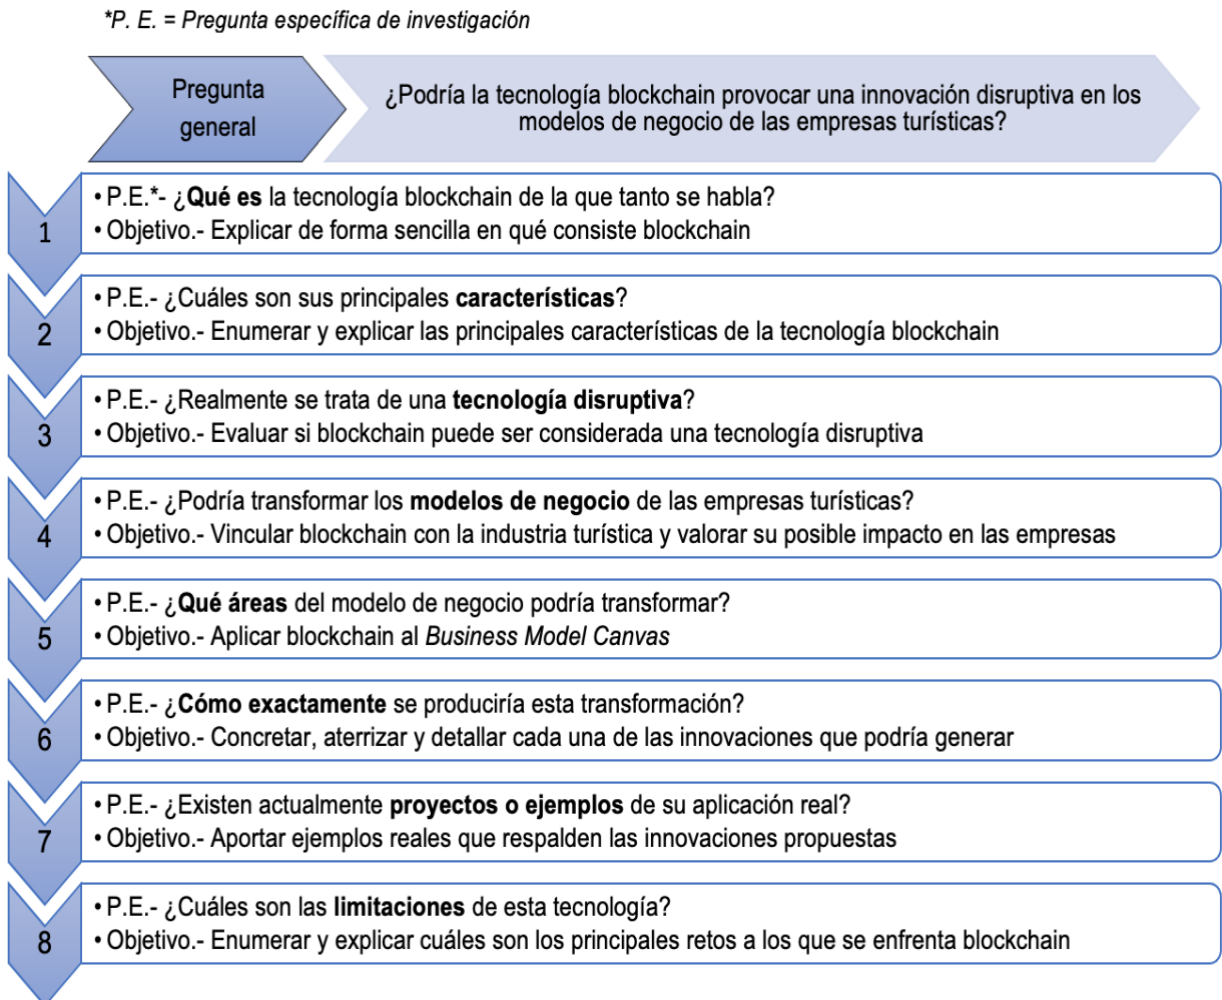 *P. E. = Pregunta específica de investigación
Pregunta
general
¿Podría la tecnología blockchain provocar una innovación disruptiva en los
modelos de negocio de las empresas turísticas?
1
• P.E.*- ¿Qué es la tecnología blockchain de la que tanto se habla?
• Objetivo.- Explicar de forma sencilla en qué consiste blockchain
2
• P.E.- ¿Cuáles son sus principales características?
• Objetivo.- Enumerar y explicar las principales características de la tecnología blockchain
3
• P.E.- ¿Realmente se trata de una tecnología disruptiva?
• Objetivo.- Evaluar si blockchain puede ser considerada una tecnología disruptiva
4
• P.E.- ¿Podría transformar los modelos de negocio de las empresas turísticas?
• Objetivo.- Vincular blockchain con la industria turística y valorar su posible impacto en las empresas
5
• P.E.- ¿Qué áreas del modelo de negocio podría transformar?
• Objetivo.- Aplicar blockchain al Business Model Canvas
6
• P.E.- ¿Cómo exactamente se produciría esta transformación?
• Objetivo.- Concretar, aterrizar y detallar cada una de las innovaciones que podría generar
7
• P.E.- ¿Existen actualmente proyectos o ejemplos de su aplicación real?
• Objetivo.- Aportar ejemplos reales que respalden las innovaciones propuestas
8
• P.E.- ¿Cuáles son las limitaciones de esta tecnología?
• Objetivo.- Enumerar y explicar cuáles son los principales retos a los que se enfrenta blockchain